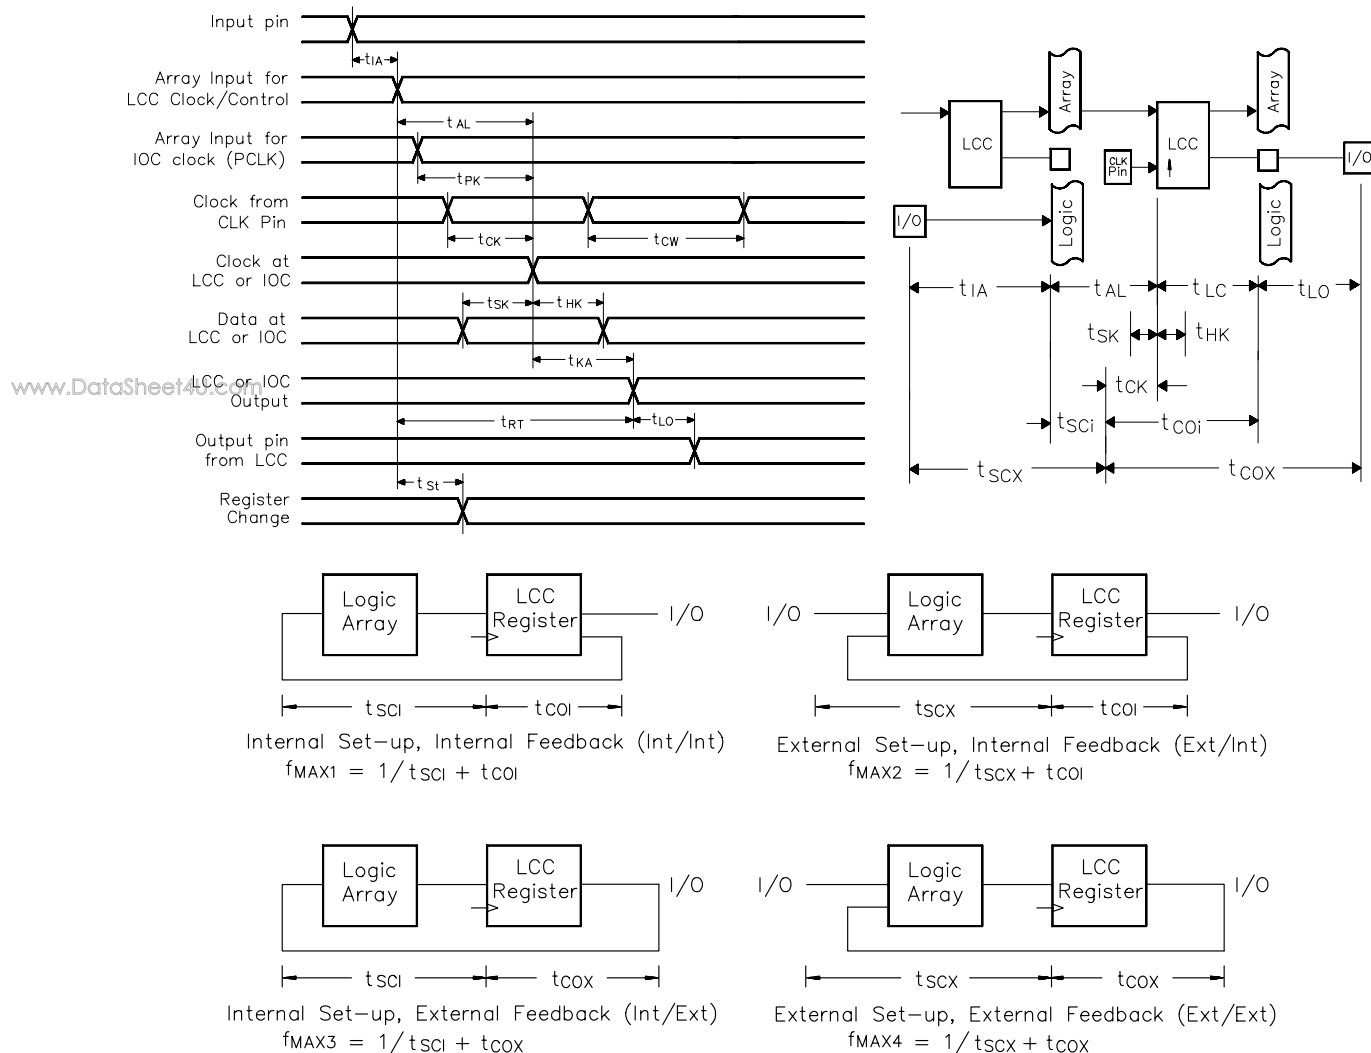 Input pin
tIA
Array Input for
LCC Clock/Control
tAL
Array Input for
IOC clock (PCLK)
tPK
Clock from
CLK Pin
tCK
tCW
Clock at
LCC or IOC
tSK
tHK
Data at
LCC or IOC
tKA
www.DataSheet4U.com
LCC or IOC
Output
tRT
tLO
Output pin
from LCC
tSt
Register
Change
Array
Array
LCC
LCC
CLK
Pin
I/O
I/O
Logic
Logic
tIA
tAL
tLC
tLO
tSK
tHK
tCK
tSCi
tCOi
tSCX
tCOX
Logic
Array
LCC
Register
I/O
tSCI
tCOI
Internal Set-up, Internal Feedback (Int/Int)
fMAX1 = 1/tSCI + tCOI
I/O
Logic
Array
LCC
Register
I/O
tSCX
tCOI
External Set-up, Internal Feedback (Ext/Int)
fMAX2 = 1/tSCX + tCOI
Logic
Array
LCC
Register
I/O
tSCI
tCOX
Internal Set-up, External Feedback (Int/Ext)
fMAX3 = 1/tSCI + tCOX
I/O
Logic
Array
LCC
Register
I/O
tSCX
tCOX
External Set-up, External Feedback (Ext/Ext)
fMAX4 = 1/tSCX + tCOX